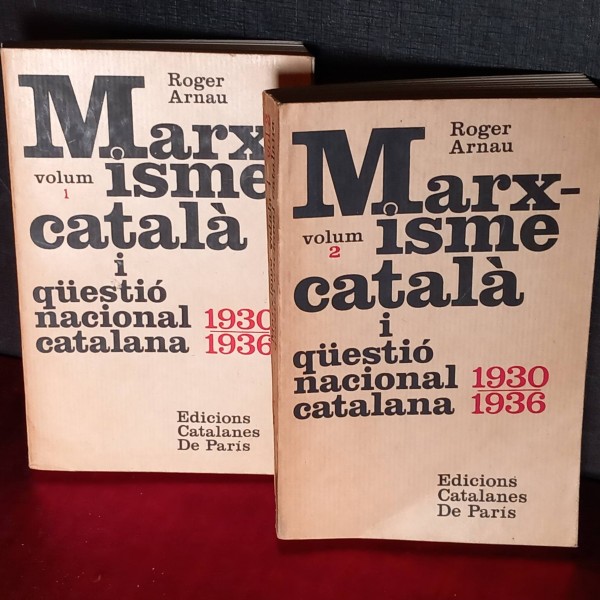 Roger
Arnau
Marx
isme
volum
1
català
i
qüestió
nacional 1930
catalana 1936
Edicions
Catalanes
De París
Roger
Arnau
Marx-
isme
volum
2
català
i
qüestió
nacional 1930
catalana 1936
Edicions
Catalanes
De París